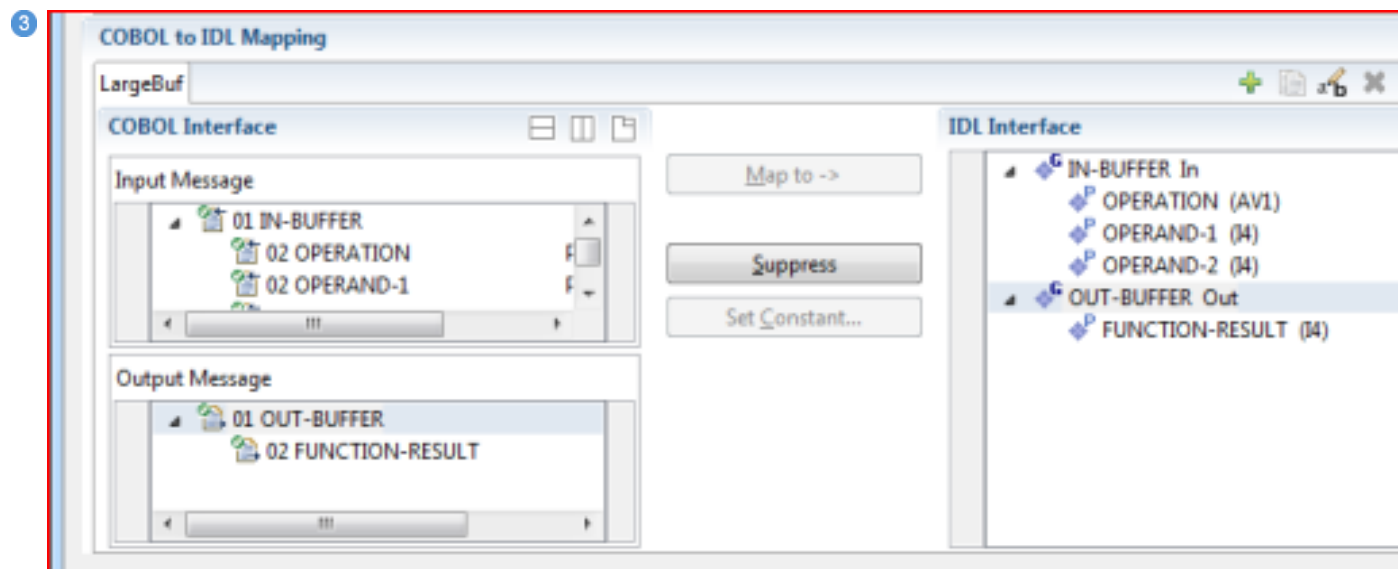 3
COBOL to IDL Mapping
LargeBuf
COBOL Interface
Input Message
01 IN-BUFFER
02 OPERATION
02 OPERAND-1
Output Message
01 OUT-BUFFER
02 FUNCTION-RESULT
Map to ->
Suppress
Set Constant...
IDL Interface
IN-BUFFER In
OPERATION (AV1)
OPERAND-1 (I4)
OPERAND-2 (I4)
OUT-BUFFER Out
FUNCTION-RESULT (I4)